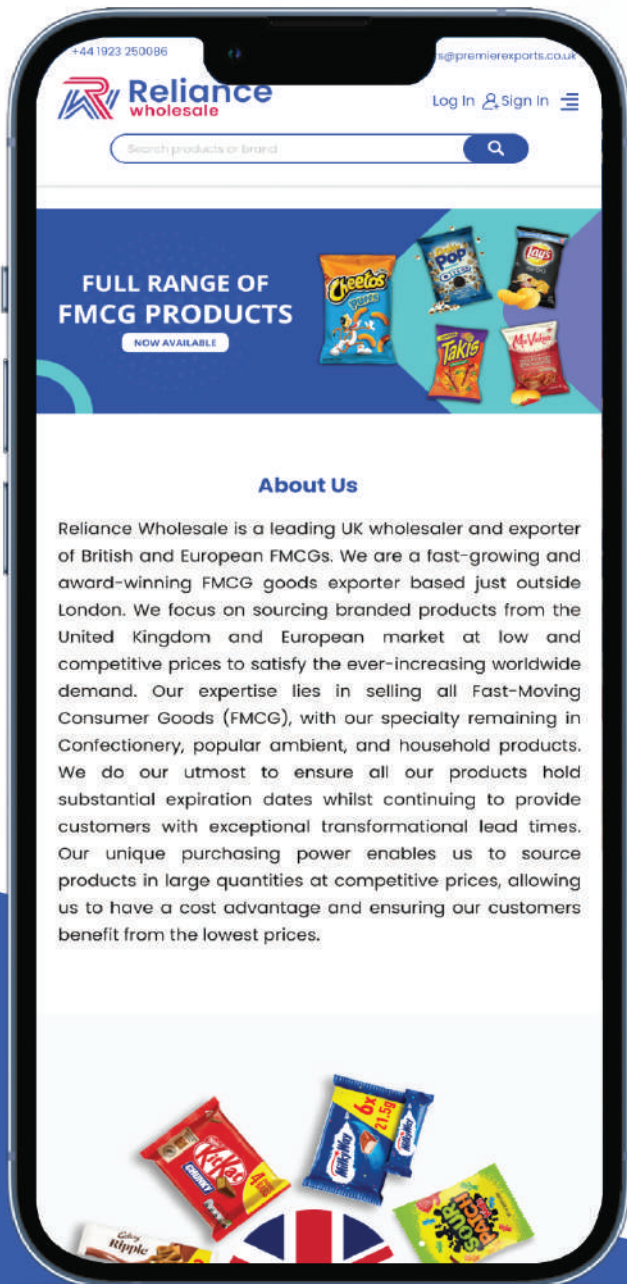 +44 1923 250086
s@premierexports.co.uk
Reliance
wholesale
Log In Sign In
Search products or brand
FULL RANGE OF
FMCG PRODUCTS
NOW AVAILABLE
Cheetos
PUFFS
POP
Lay's
Takis
Miss Vickie's
About Us
Reliance Wholesale is a leading UK wholesaler and exporter
of British and European FMCGs. We are a fast-growing and
award-winning FMCG goods exporter based just outside
London. We focus on sourcing branded products from the
United Kingdom and European market at low and
competitive prices to satisfy the ever-increasing worldwide
demand. Our expertise lies in selling all Fast-Moving
Consumer Goods (FMCG), with our specialty remaining in
Confectionery, popular ambient, and household products.
We do our utmost to ensure all our products hold
substantial expiration dates whilst continuing to provide
customers with exceptional transformational lead times.
Our unique purchasing power enables us to source
products in large quantities at competitive prices, allowing
us to have a cost advantage and ensuring our customers
benefit from the lowest prices.
KitKat
CHUNKY
6x
21.5g
MilkyWay
MilkyWay
SOUR
PATCH
Galaxy
Ripple